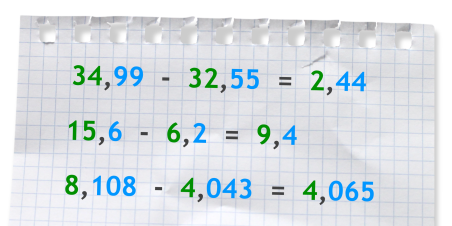 34,99 - 32,55 = 2,44
15,6 - 6,2 = 9,4
8,108 - 4,043 = 4,065